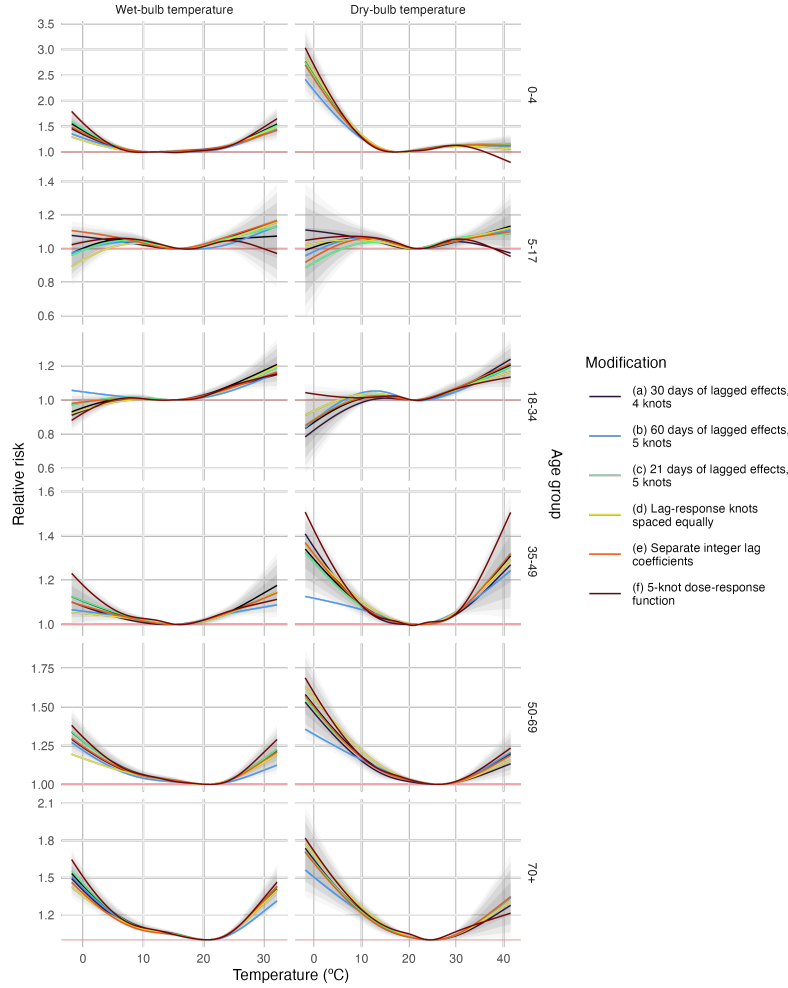 Wet-bulb temperature
Dry-bulb temperature
3.5
3.0
2.5
2.0
1.5
1.0
0-4
1.4
1.2
1.0
0.8
0.6
5-17
1.2
1.0
0.8
0.6
18-34
1.6
1.4
1.2
1.0
35-49
1.75
1.50
1.25
1.00
50-69
2.1
1.8
1.5
1.2
70+
0
10
20
30
0
10
20
30
40
Temperature (ºC)
Relative risk
Age group
Modification
(a) 30 days of lagged effects,
4 knots
(b) 60 days of lagged effects,
5 knots
(c) 21 days of lagged effects,
5 knots
(d) Lag-response knots
spaced equally
(e) Separate integer lag
coefficients
(f) 5-knot dose-response
function